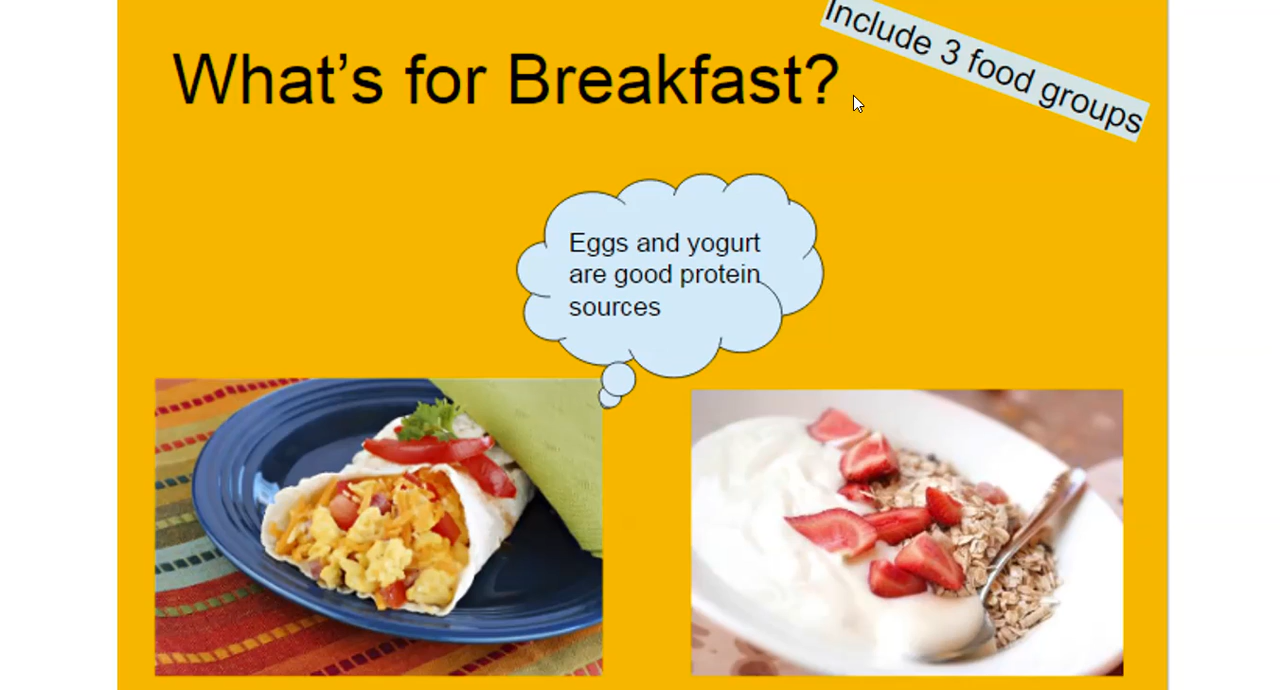 What's for Breakfast?
Include 3 food groups
Eggs and yogurt
are good protein
sources